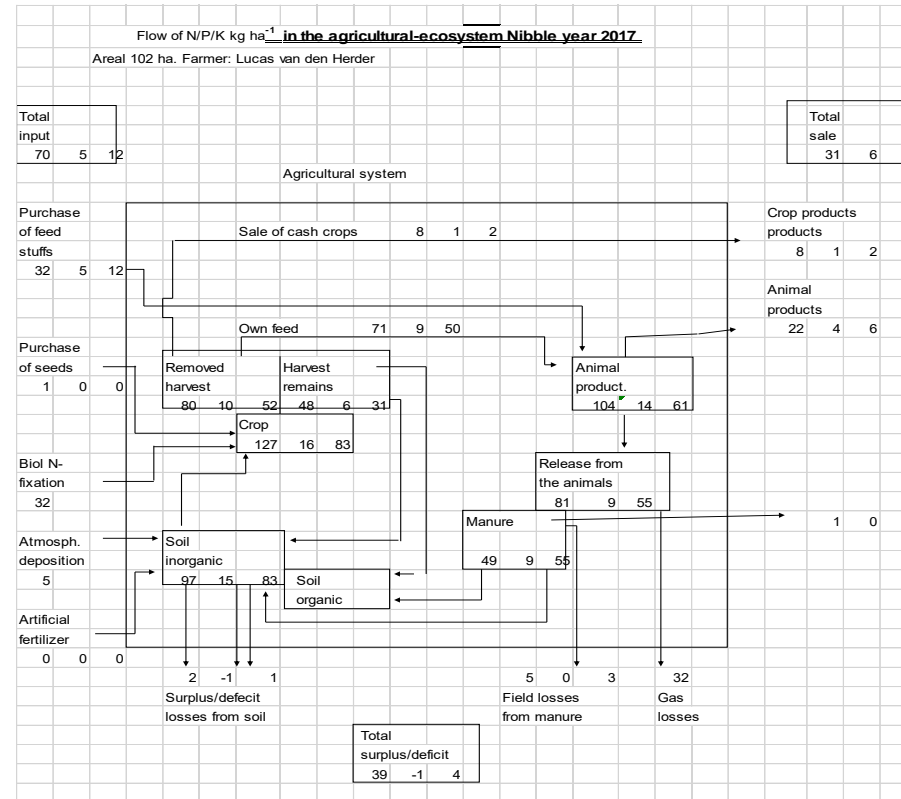 Flow of N/P/K kg ha-1 in the agricultural-ecosystem Nibble year 2017
Areal 102 ha. Farmer: Lucas van den Herder
Total
input
70 5 12
Total
sale
31 6
Agricultural system
Purchase
of feed
stuffs
32 5 12
Sale of cash crops 8 1 2
Crop products
products
8 1 2
Animal
products
22 4 6
Own feed 71 9 50
Purchase
of seeds
1 0 0
Removed
harvest
80 10 52
Harvest
remains
48 6 31
Animal
product.
104 14 61
Crop
127 16 83
Biol N-
fixation
32
Release from
the animals
81 9 55
Manure
49 9 55
1 0
Atmosph.
deposition
5
Soil
inorganic
97 15 83
Soil
organic
Artificial
fertilizer
0 0 0
2 -1 1
Surplus/defecit
losses from soil
5 0 3
Field losses
from manure
32
Gas
losses
Total
surplus/deficit
39 -1 4